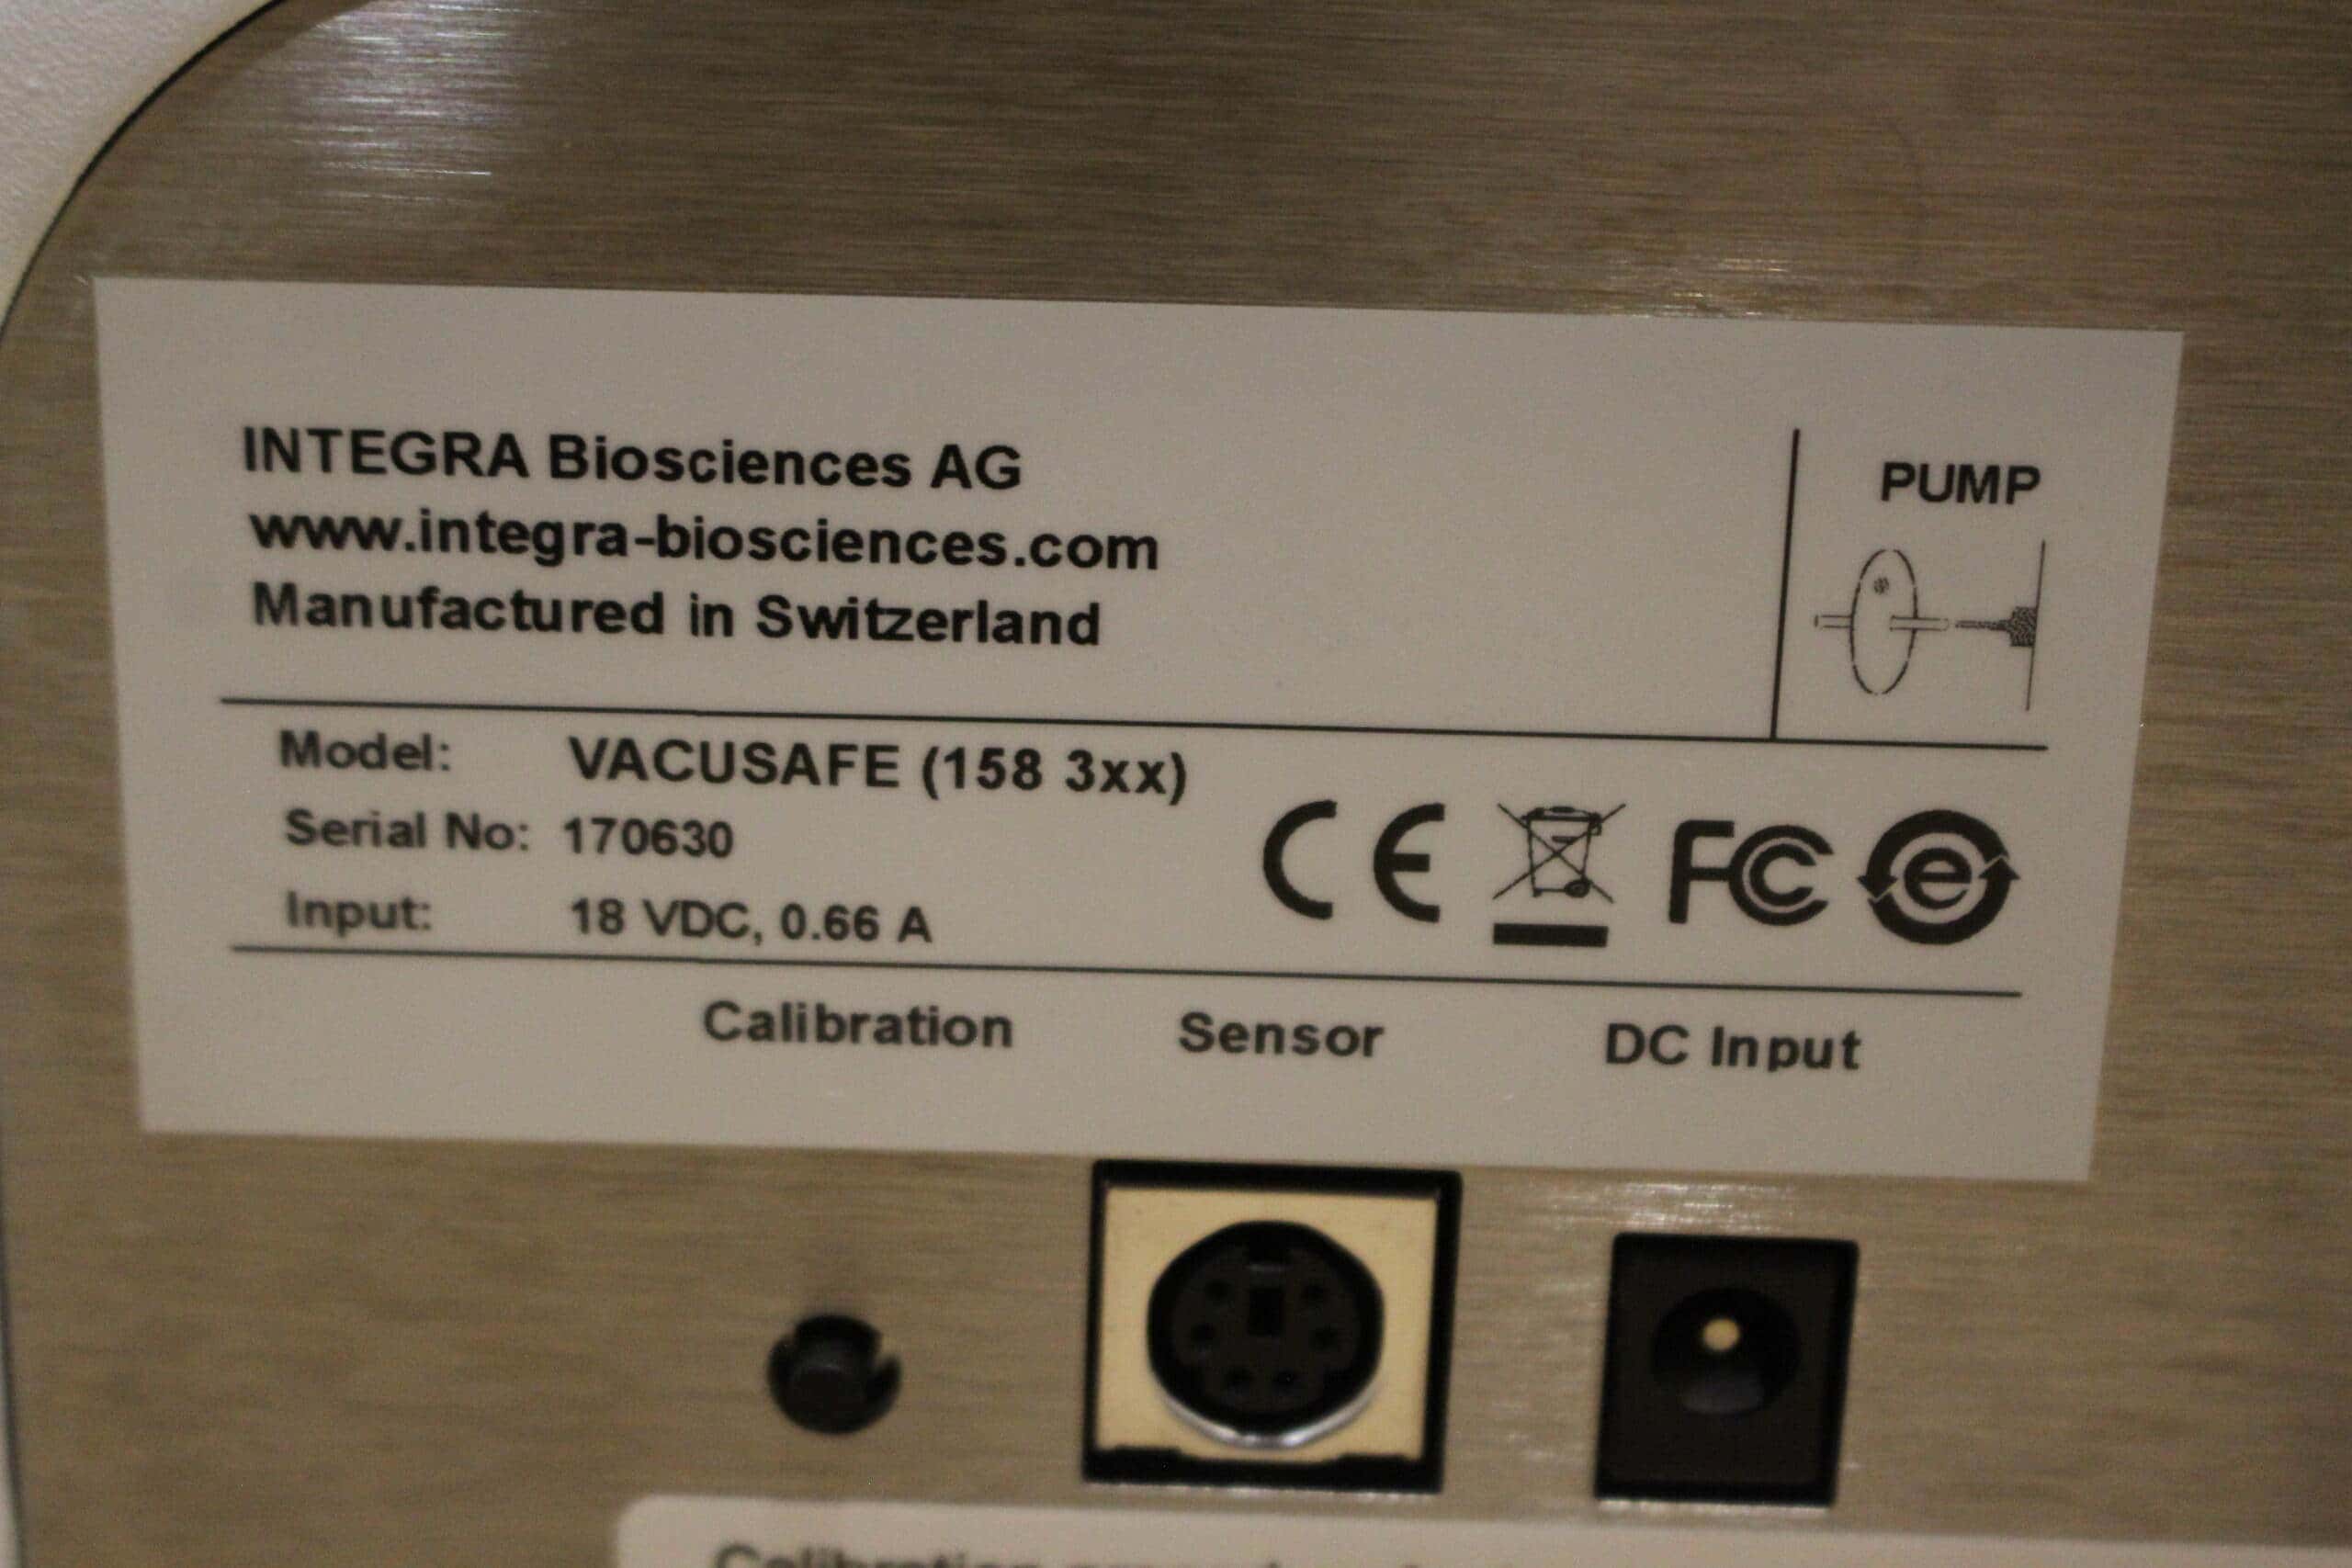 INTEGRA Biosciences AG
www.integra-biosciences.com
Manufactured in Switzerland
PUMP
Model: VACUSAFE (158 3xx)
Serial No: 170630
Input: 18 VDC, 0.66 A
CE FC e
Calibration Sensor DC Input
Calibration